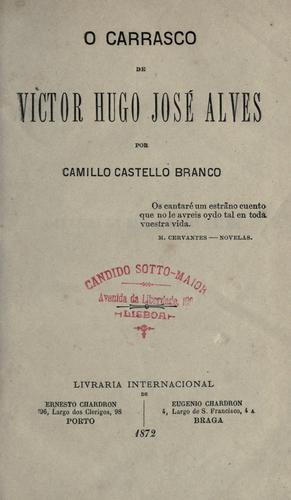 O CARRASCO
DE
VICTOR HUGO JOSÉ ALVES
POR
CAMILLO CASTELLO BRANCO
Os cantaré um estraño cuento
que no le avreis oydo tal en toda
vuestra vida.
M. CERVANTES — NOVELAS.
CANDIDO SOTTO-MAIOR
Avenida da Liberdade,
LISBOA
LIVRARIA INTERNACIONAL
DE
ERNESTO CHARDRON
96, Largo dos Clerigos, 98
PORTO
EUGENIO CHARDRON
4, Largo de S. Francisco, 4 A
BRAGA
1872